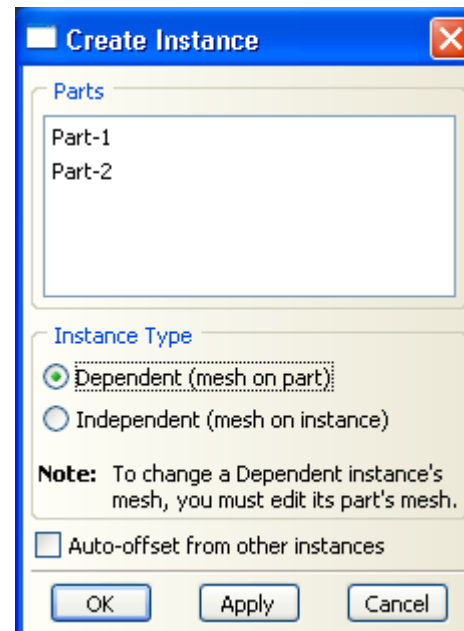 Create Instance
Parts
Part-1
Part-2
Instance Type
Dependent (mesh on part)
Independent (mesh on instance)
Note: To change a Dependent instance's
mesh, you must edit its part's mesh.
Auto-offset from other instances
OK Apply Cancel